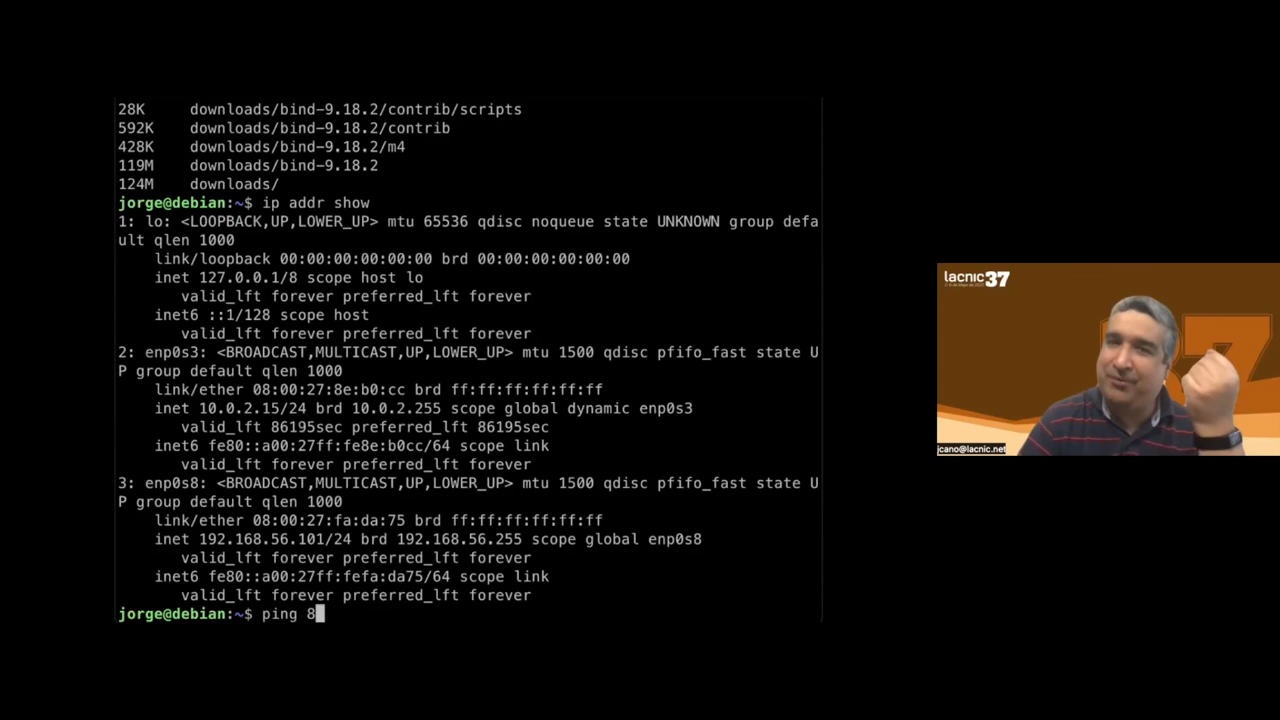 28K     downloads/bind-9.18.2/contrib/scripts
592K    downloads/bind-9.18.2/contrib
428K    downloads/bind-9.18.2/m4
119M    downloads/bind-9.18.2
124M    downloads/
jorge@debian:~$ ip addr show
1: lo: <LOOPBACK,UP,LOWER_UP> mtu 65536 qdisc noqueue state UNKNOWN group defa
ult qlen 1000
    link/loopback 00:00:00:00:00:00 brd 00:00:00:00:00:00
    inet 127.0.0.1/8 scope host lo
       valid_lft forever preferred_lft forever
    inet6 ::1/128 scope host
       valid_lft forever preferred_lft forever
2: enp0s3: <BROADCAST,MULTICAST,UP,LOWER_UP> mtu 1500 qdisc pfifo_fast state U
P group default qlen 1000
    link/ether 08:00:27:8e:b0:cc brd ff:ff:ff:ff:ff:ff
    inet 10.0.2.15/24 brd 10.0.2.255 scope global dynamic enp0s3
       valid_lft 86195sec preferred_lft 86195sec
    inet6 fe80::a00:27ff:fe8e:b0cc/64 scope link
       valid_lft forever preferred_lft forever
3: enp0s8: <BROADCAST,MULTICAST,UP,LOWER_UP> mtu 1500 qdisc pfifo_fast state U
P group default qlen 1000
    link/ether 08:00:27:fa:da:75 brd ff:ff:ff:ff:ff:ff
    inet 192.168.56.101/24 brd 192.168.56.255 scope global enp0s8
       valid_lft forever preferred_lft forever
    inet6 fe80::a00:27ff:fefa:da75/64 scope link
       valid_lft forever preferred_lft forever
jorge@debian:~$ ping 8
lacnic 37
37
jcano@lacnic.net